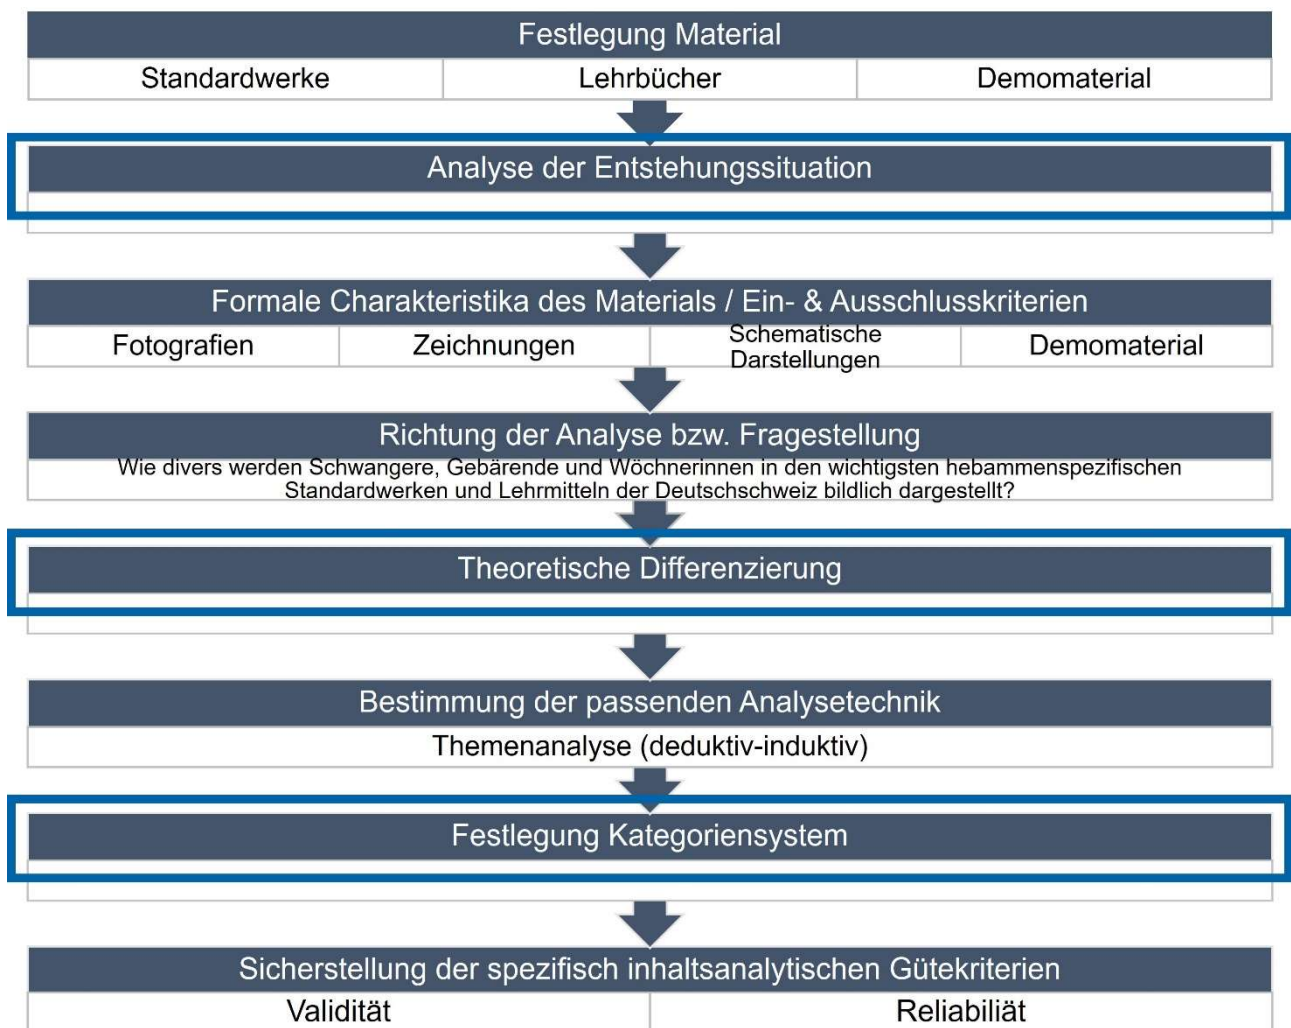 Festlegung Material
Standardwerke Lehrbücher Demomaterial
Analyse der Entstehungssituation
Formale Charakteristika des Materials / Ein- & Ausschlusskriterien
Fotografien Zeichnungen Schematische Darstellungen Demomaterial
Richtung der Analyse bzw. Fragestellung
Wie divers werden Schwangere, Gebärende und Wöchnerinnen in den wichtigsten hebammenspezifischen
Standardwerken und Lehrmitteln der Deutschschweiz bildlich dargestellt?
Theoretische Differenzierung
Bestimmung der passenden Analysetechnik
Themenanalyse (deduktiv-induktiv)
Festlegung Kategoriensystem
Sicherstellung der spezifisch inhaltsanalytischen Gütekriterien
Validität Reliabiliät